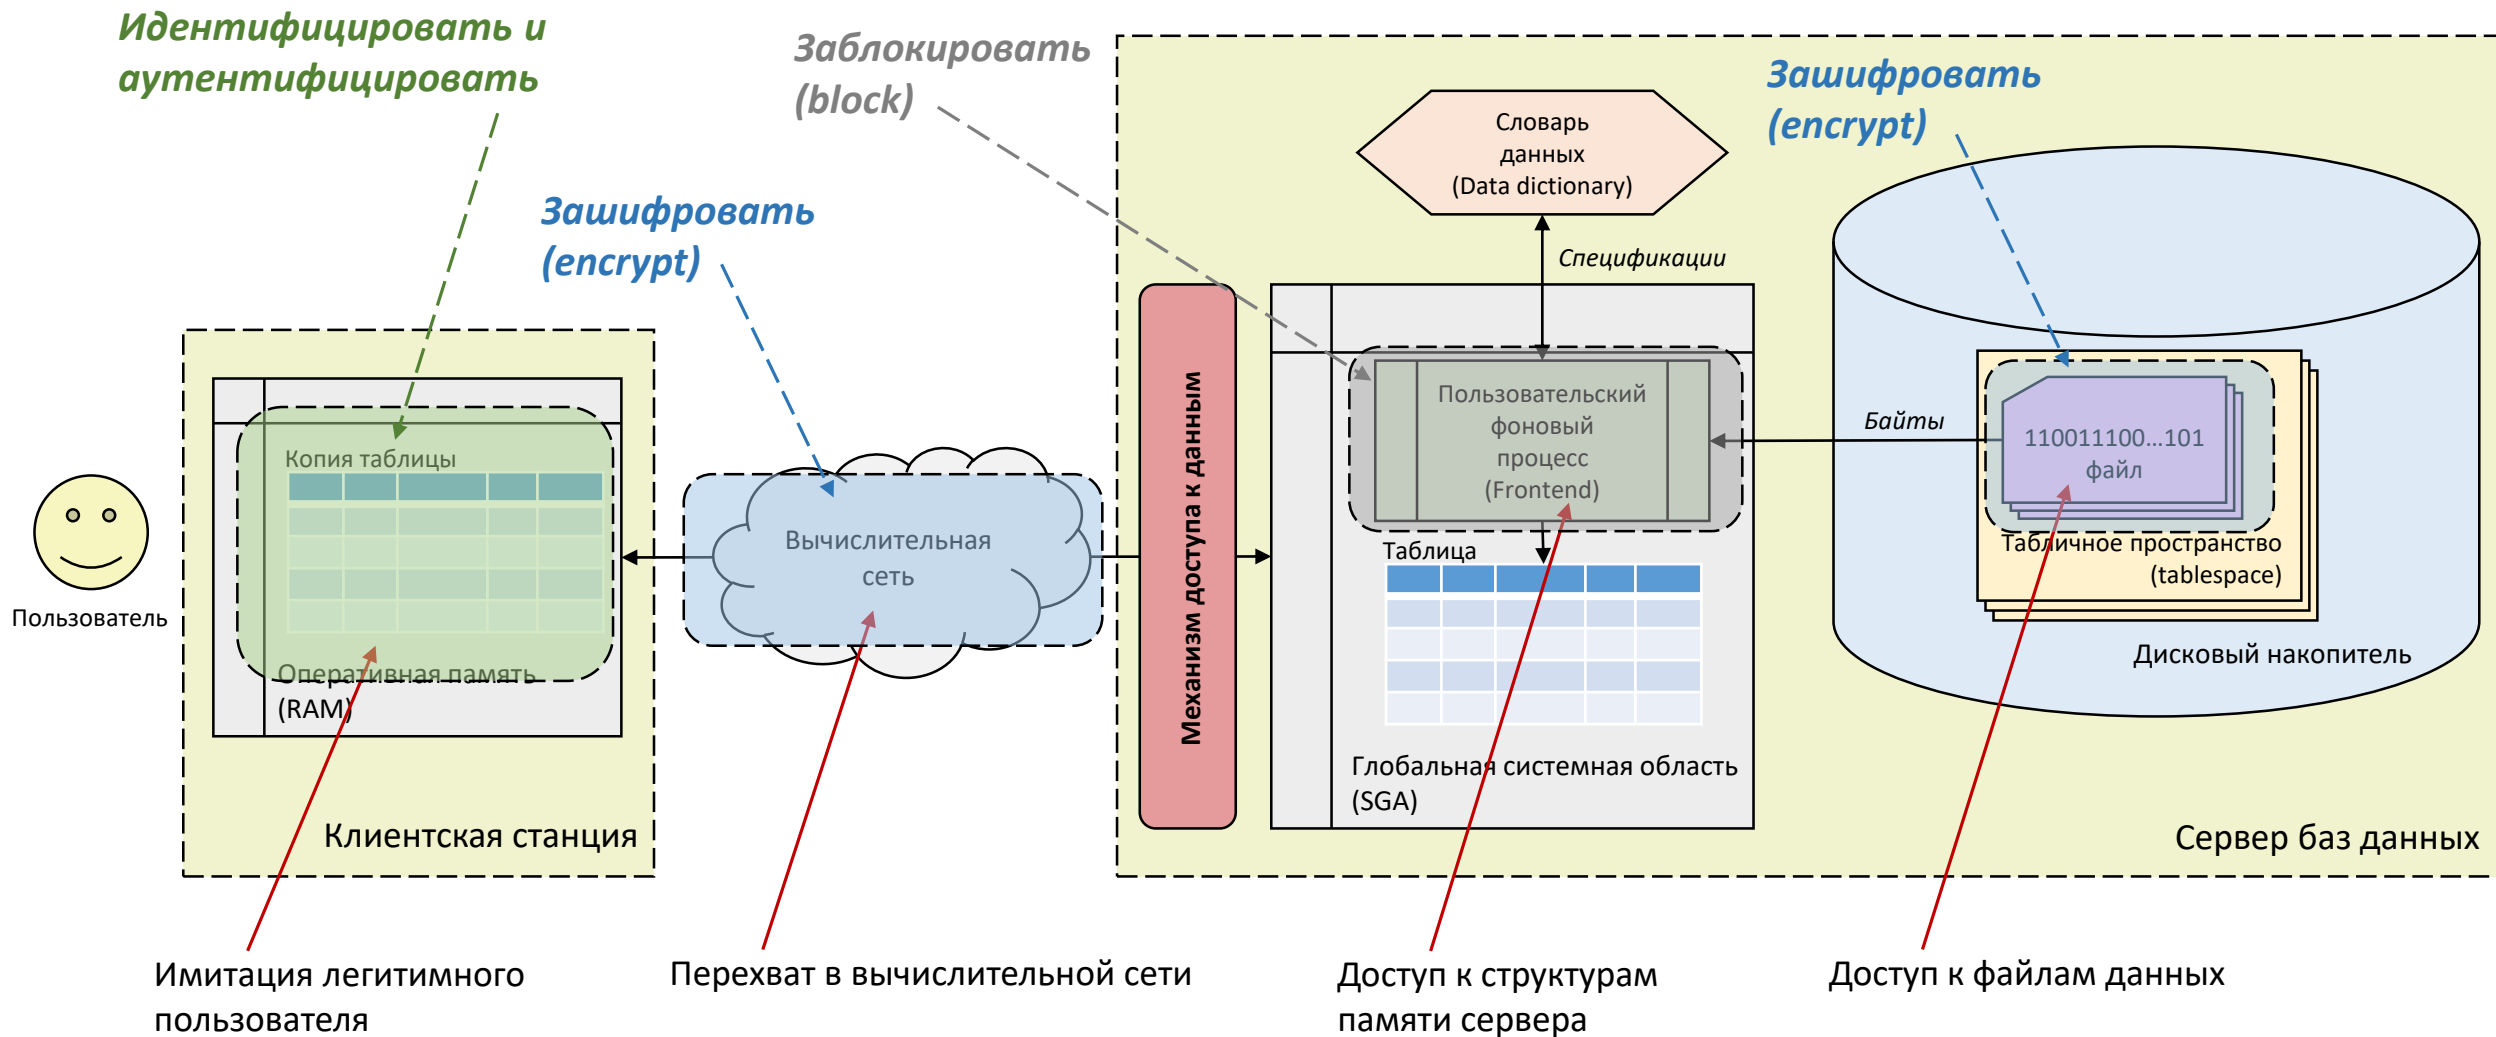 Идентифицировать и
аутентифицировать
Заблокировать
(block)
Зашифровать
(encrypt)
Зашифровать
(encrypt)
Словарь
данных
(Data dictionary)
Спецификации
Пользователь
Копия таблицы
Оперативная память
(RAM)
Клиентская станция
Вычислительная
сеть
Механизм доступа к данным
Пользовательский
фоновый
процесс
(Frontend)
Таблица
Глобальная системная область
(SGA)
Байты
110011100...101
файл
Табличное пространство
(tablespace)
Дисковый накопитель
Сервер баз данных
Имитация легитимного
пользователя
Перехват в вычислительной сети
Доступ к структурам
памяти сервера
Доступ к файлам данных